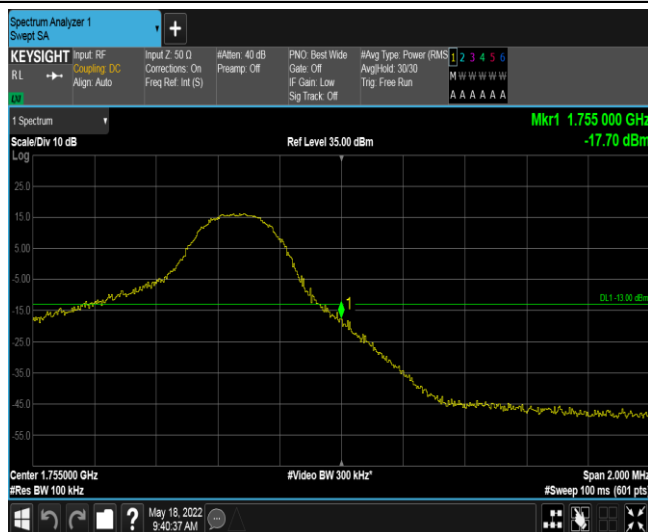 Spectrum Analyzer 1
Swept SA
+
KEYSIGHT Input: RF Input Z: 50 Ω #Atten: 40 dB PNO: Best Wide #Avg Type: Power (RMS 1 2 3 4 5 6
RL Coupling: DC Corrections: On Preamp: Off Gate: Off Avg|Hold: 30/30 M W W W W W
Align: Auto Freq Ref: Int (S) IF Gain: Low Trig: Free Run
Sig Track: Off A A A A A A
1 Spectrum Mkr1 1.755 000 GHz
Scale/Div 10 dB Ref Level 35.00 dBm -17.70 dBm
Log
25.0
15.0
5.00
-5.00
DL1 -13.00 dBm
1
-15.0
-25.0
-35.0
-45.0
-55.0
Center 1.755000 GHz #Video BW 300 kHz* Span 2.000 MHz
#Res BW 100 kHz #Sweep 100 ms (601 pts)
? May 18, 2022
9:40:37 AM